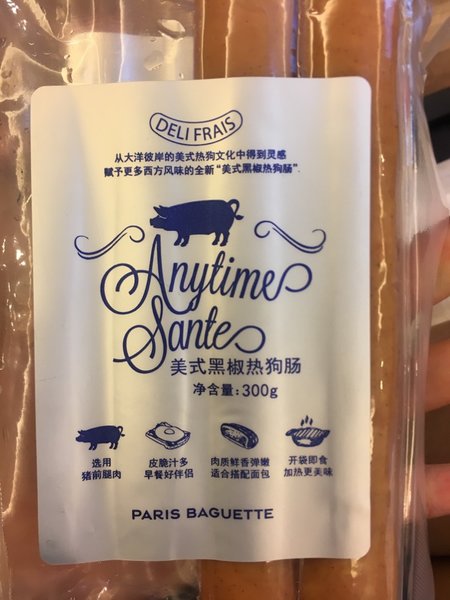 DELI FRAIS
从大洋彼岸的美式热狗文化中得到灵感
赋予更多西方风味的全新“美式黑椒热狗肠”.
Anytime
Sante
美式黑椒热狗肠
净含量: 300g
选用
猪前腿肉
皮脆汁多
早餐好伴侣
肉质鲜香弹嫩
适合搭配面包
开袋即食
加热更美味
PARIS BAGUETTE